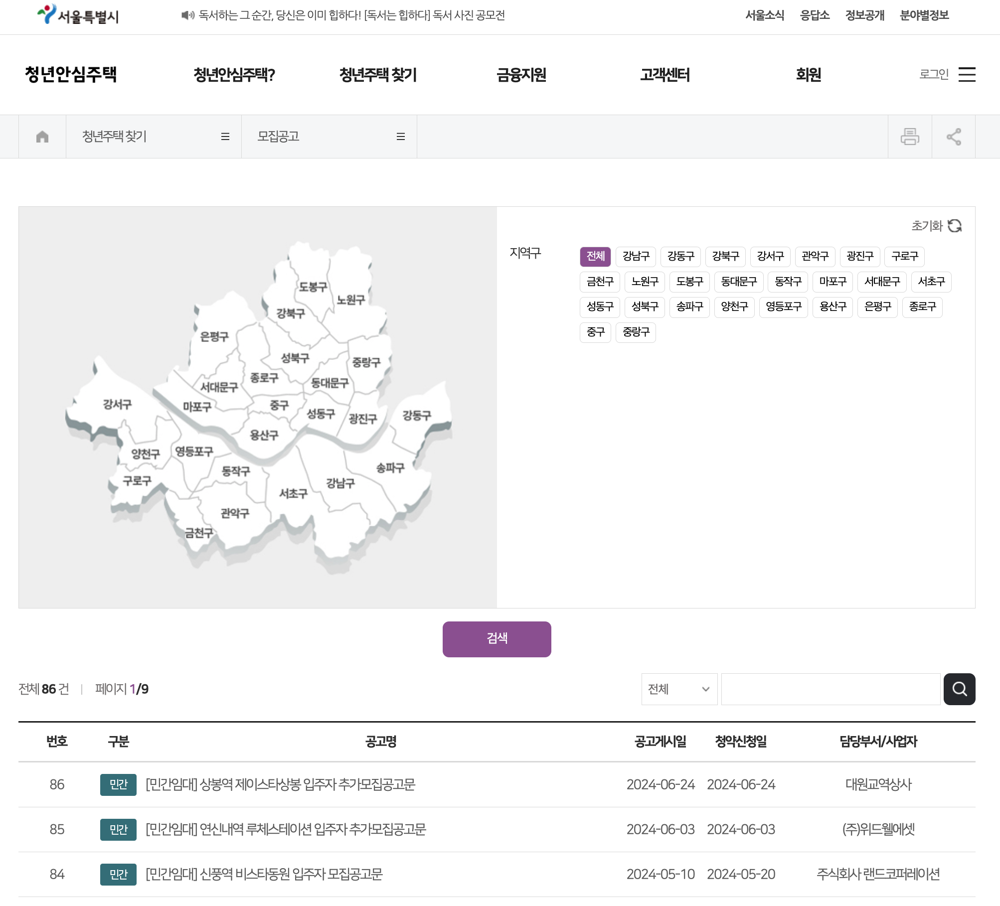 서울특별시
독서하는 그 순간, 당신은 이미 힙하다! [독서는 힙하다] 독서 사진 공모전
서울소식 응답소 정보공개 분야별정보
청년안심주택 청년안심주택? 청년주택 찾기 금융지원 고객센터 회원 로그인
청년주택 찾기 모집공고
초기화
지역구 전체 강남구 강동구 강북구 강서구 관악구 광진구 구로구
금천구 노원구 도봉구 동대문구 동작구 마포구 서대문구 서초구
성동구 성북구 송파구 양천구 영등포구 용산구 은평구 종로구
중구 중랑구
도봉구
노원구
강북구
은평구
성북구
중랑구
종로구
동대문구
서대문구
강서구
중구
마포구
성동구
광진구
강동구
용산구
영등포구
양천구
송파구
동작구
구로구
강남구
서초구
관악구
금천구
검색
전체 86 건 페이지 1/9 전체
번호 구분 공고명 공고게시일 청약신청일 담당부서/사업자
86 민간 [민간임대] 상봉역 제이스타상봉 입주자 추가모집공고문 2024-06-24 2024-06-24 대원교역상사
85 민간 [민간임대] 연신내역 루체스테이션 입주자 추가모집공고문 2024-06-03 2024-06-03 (주)위드웰에셋
84 민간 [민간임대] 신풍역 비스타동원 입주자 모집공고문 2024-05-10 2024-05-20 주식회사 랜드코퍼레이션